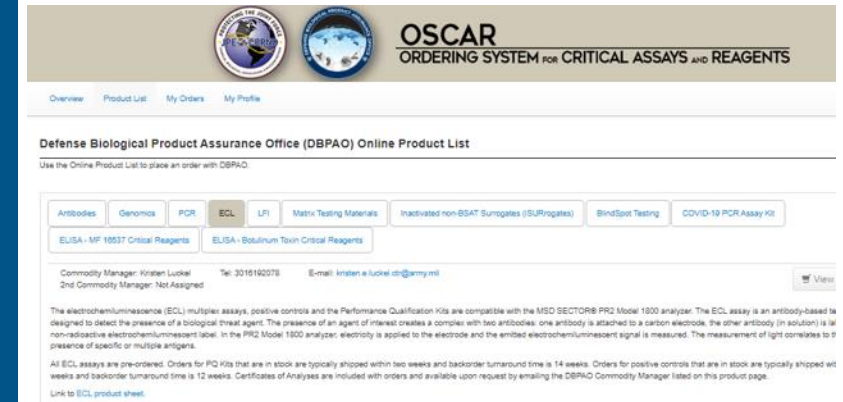 PROTECTING THE JOINT FORCE
JPEO-CBRND
OSCAR
ORDERING SYSTEM FOR CRITICAL ASSAYS AND REAGENTS
Overview Product List My Orders My Profile
Defense Biological Product Assurance Office (DBPAO) Online Product List
Use the Online Product List to place an order with DBPAO.
Antibodies Genomics PCR ECL LFI Matrix Testing Materials Inactivated non-BSAT Surrogates (ISURrogates) BlindSpot Testing COVID-19 PCR Assay Kit
ELISA - MF 16537 Critical Reagents ELISA - Botulinum Toxin Critical Reagents
Commodity Manager: Kristen Luckel Tel: 3016192078 E-mail: kristen.e.luckel.ctr@army.mil
View
2nd Commodity Manager: Not Assigned
The electrochemiluminescence (ECL) multiplex assays, positive controls and the Performance Qualification Kits are compatible with the MSD SECTOR® PR2 Model 1800 analyzer. The ECL assay is an antibody-based te
designed to detect the presence of a biological threat agent. The presence of an agent of interest creates a complex with two antibodies: one antibody is attached to a carbon electrode, the other antibody (in solution) is la
non-radioactive electrochemiluminescent label. In the PR2 Model 1800 analyzer, electricity is applied to the electrode and the emitted electrochemiluminescent signal is measured. The measurement of light correlates to t
presence of specific or multiple antigens.
All ECL assays are pre-ordered. Orders for PQ Kits that are in stock are typically shipped within two weeks and backorder turnaround time is 14 weeks. Orders for positive controls that are in stock are typically shipped wit
weeks and backorder turnaround time is 12 weeks. Certificates of Analyses are included with orders and available upon request by emailing the DBPAO Commodity Manager listed on this product page.
Link to ECL product sheet.